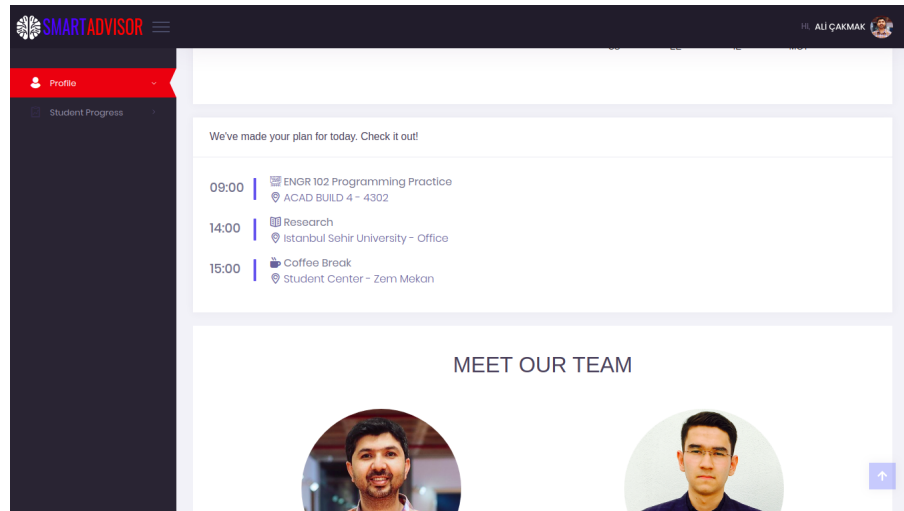 SMARTADVISOR
Hi, ALİ ÇAKMAK
Profile
Student Progress
We've made your plan for today. Check it out!
09:00
ENGR 102 Programming Practice
ACAD BUILD 4 - 4302
14:00
Research
Istanbul Sehir University - Office
15:00
Coffee Break
Student Center - Zem Mekan
MEET OUR TEAM